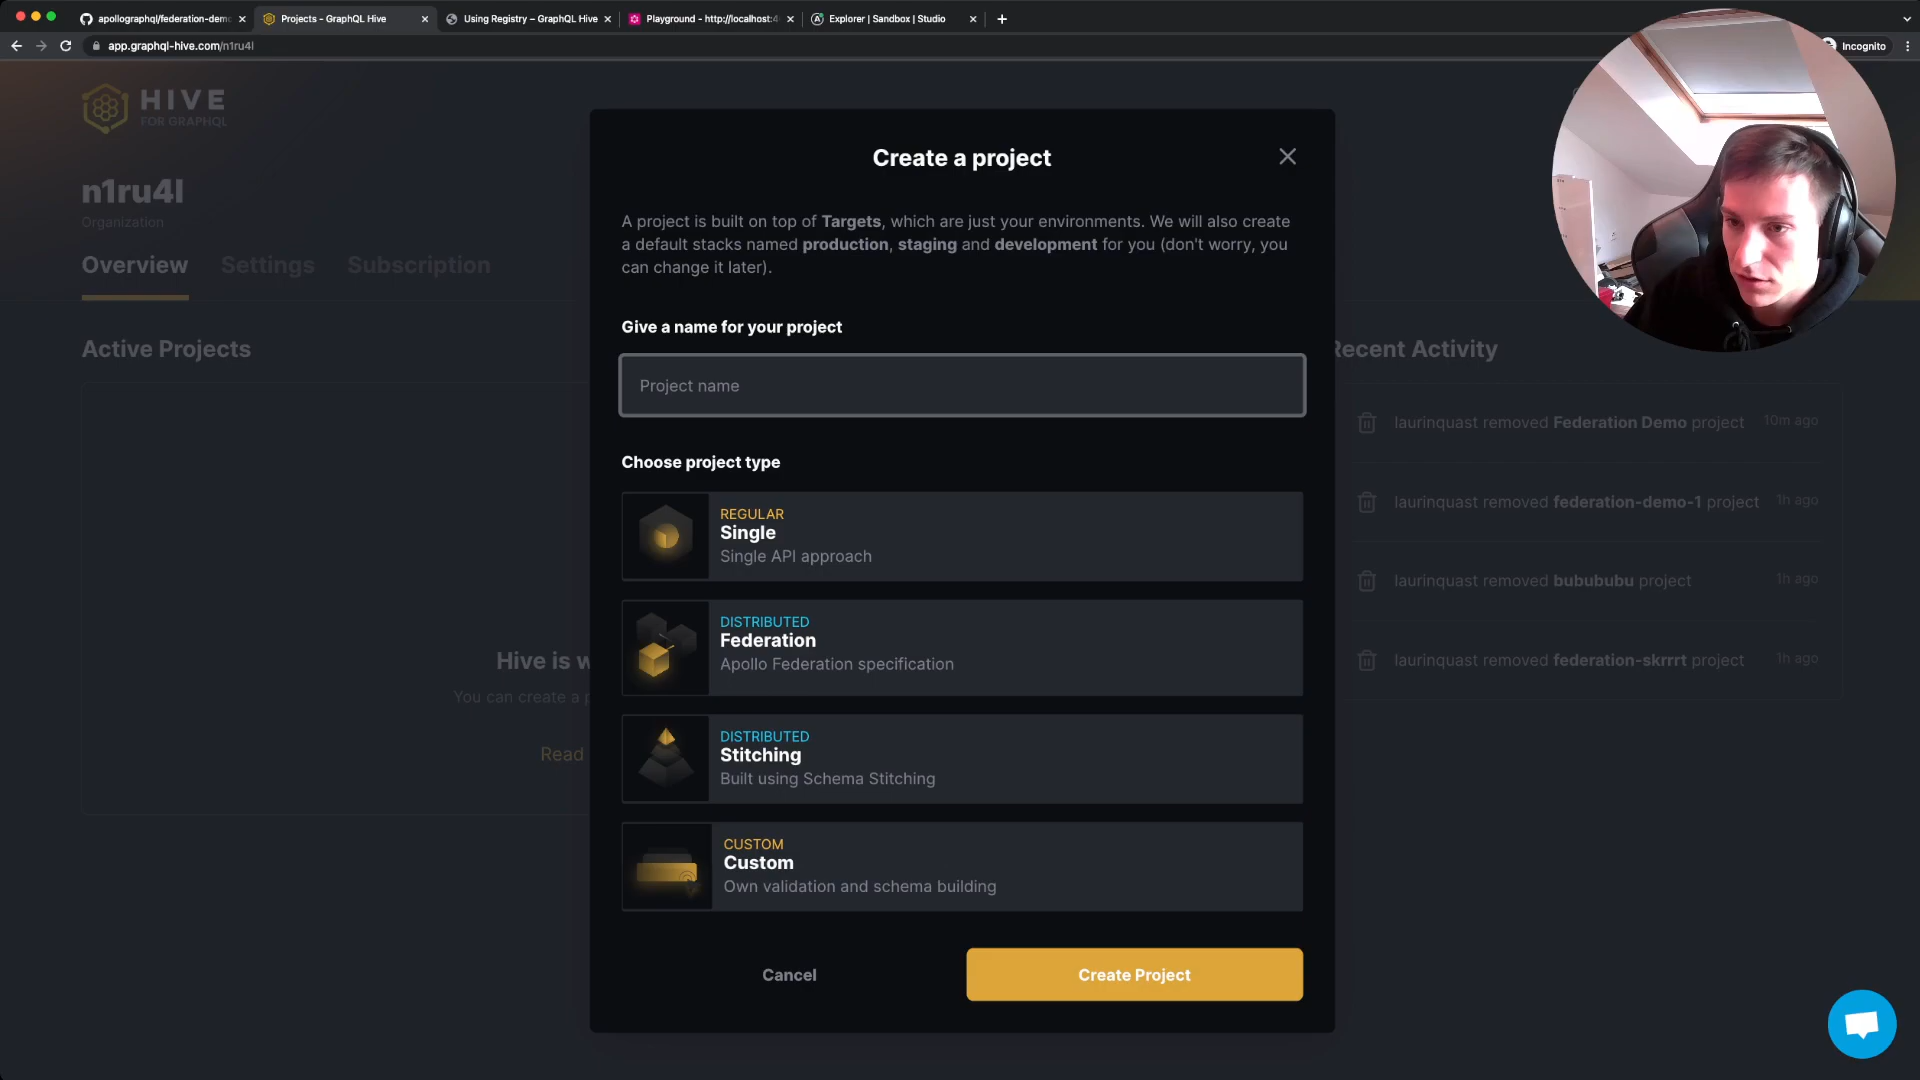 apollographql/federation-demo
Projects - GraphQL Hive
Using Registry – GraphQL Hive
Playground - http://localhost:4
Explorer | Sandbox | Studio
app.graphql-hive.com/n1ru4l
Incognito
HIVE
FOR GRAPHQL
n1ru4l
Organization
Overview
Settings
Subscription
Active Projects
Hive is w
You can create a p
Read
Create a project
A project is built on top of Targets, which are just your environments. We will also create
a default stacks named production, staging and development for you (don't worry, you
can change it later).
Give a name for your project
Project name
Choose project type
REGULAR
Single
Single API approach
DISTRIBUTED
Federation
Apollo Federation specification
DISTRIBUTED
Stitching
Built using Schema Stitching
CUSTOM
Custom
Own validation and schema building
Cancel
Create Project
Recent Activity
laurinquast removed Federation Demo project
10m ago
laurinquast removed federation-demo-1 project
1h ago
laurinquast removed bubububu project
1h ago
laurinquast removed federation-skrrrt project
1h ago